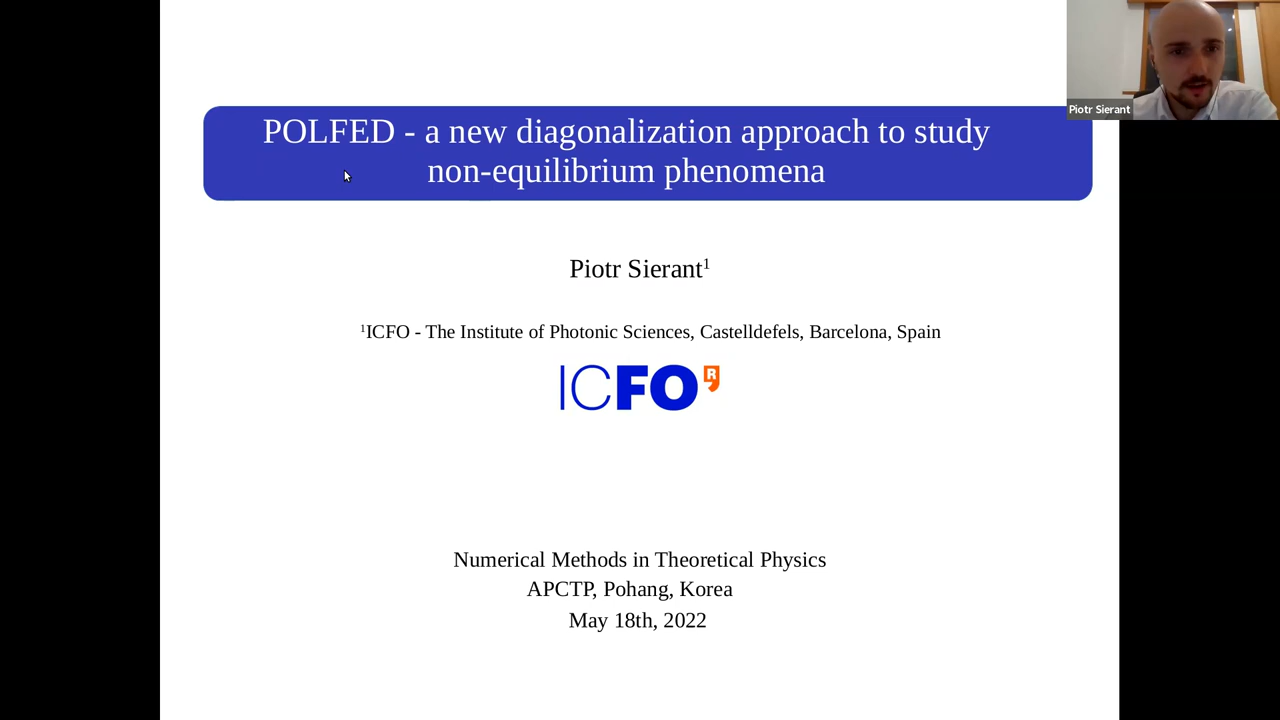 POLFED - a new diagonalization approach to study
non-equilibrium phenomena
Piotr Sierant
Piotr Sierant¹
¹ICFO - The Institute of Photonic Sciences, Castelldefels, Barcelona, Spain
ICFO R
Numerical Methods in Theoretical Physics
APCTP, Pohang, Korea
May 18th, 2022